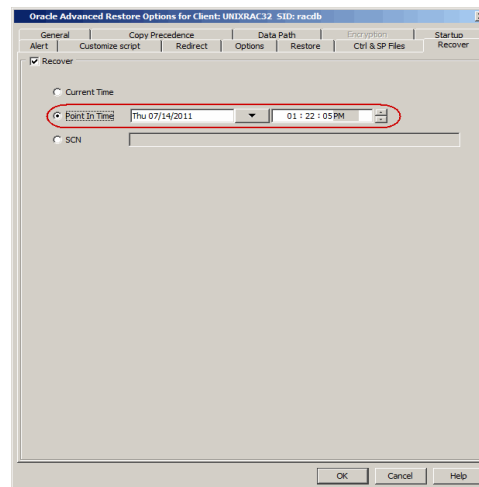 Oracle Advanced Restore Options for Client: UNIXRAC32 SID: racdb
General Copy Precedence Data Path Encryption Startup
Alert Customize script Redirect Options Restore Ctrl & SP Files Recover
Recover
Current Time
Point In Time Thu 07/14/2011 01 : 22 : 05 PM
SCN
OK Cancel Help